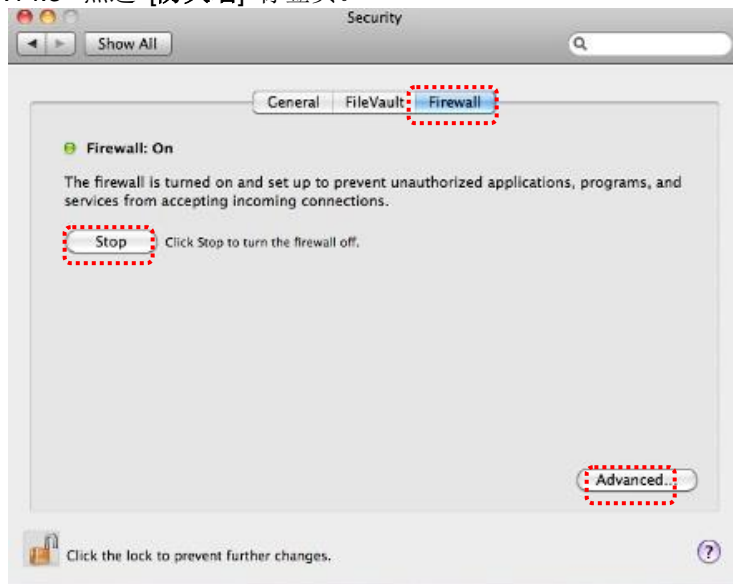 Security
Show All
General FileVault Firewall
Firewall: On
The firewall is turned on and set up to prevent unauthorized applications, programs, and
services from accepting incoming connections.
Stop Click Stop to turn the firewall off.
Advanced...
Click the lock to prevent further changes.
?